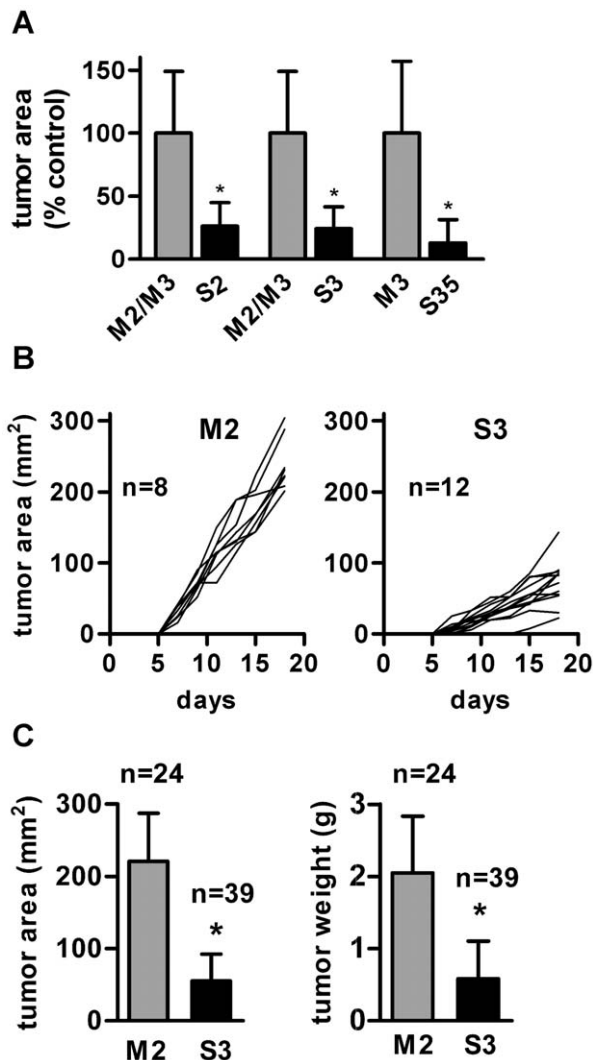 A
tumor area
(% control)
150
100
50
0
* * *
M2/M3 S2 M2/M3 S3 M3 S35
B
tumor area (mm²)
300
200
100
0
M2
n=8
0 5 10 15 20
days
300
200
100
0
S3
n=12
0 5 10 15 20
days
C
n=24
tumor area (mm²)
300
200
100
0
n=39
*
M2 S3
n=24
tumor weight (g)
3
2
1
0
n=39
*
M2 S3